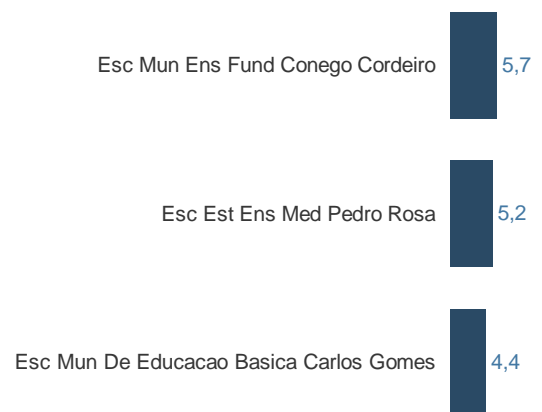 Esc Mun Ens Fund Conego Cordeiro 5,7
Esc Est Ens Med Pedro Rosa 5,2
Esc Mun De Educacao Basica Carlos Gomes 4,4